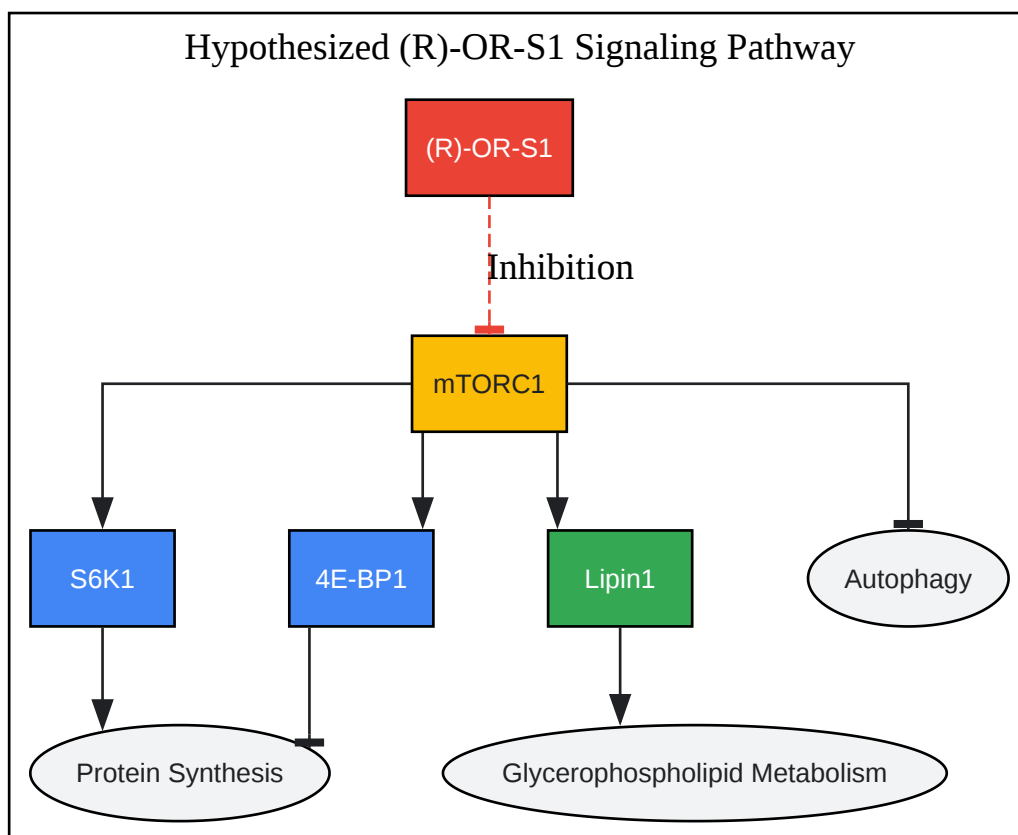 Hypothesized (R)-OR-S1 Signaling Pathway
(R)-OR-S1
Inhibition
mTORC1
S6K1
4E-BP1
Lipin1
Autophagy
Protein Synthesis
Glycerophospholipid Metabolism